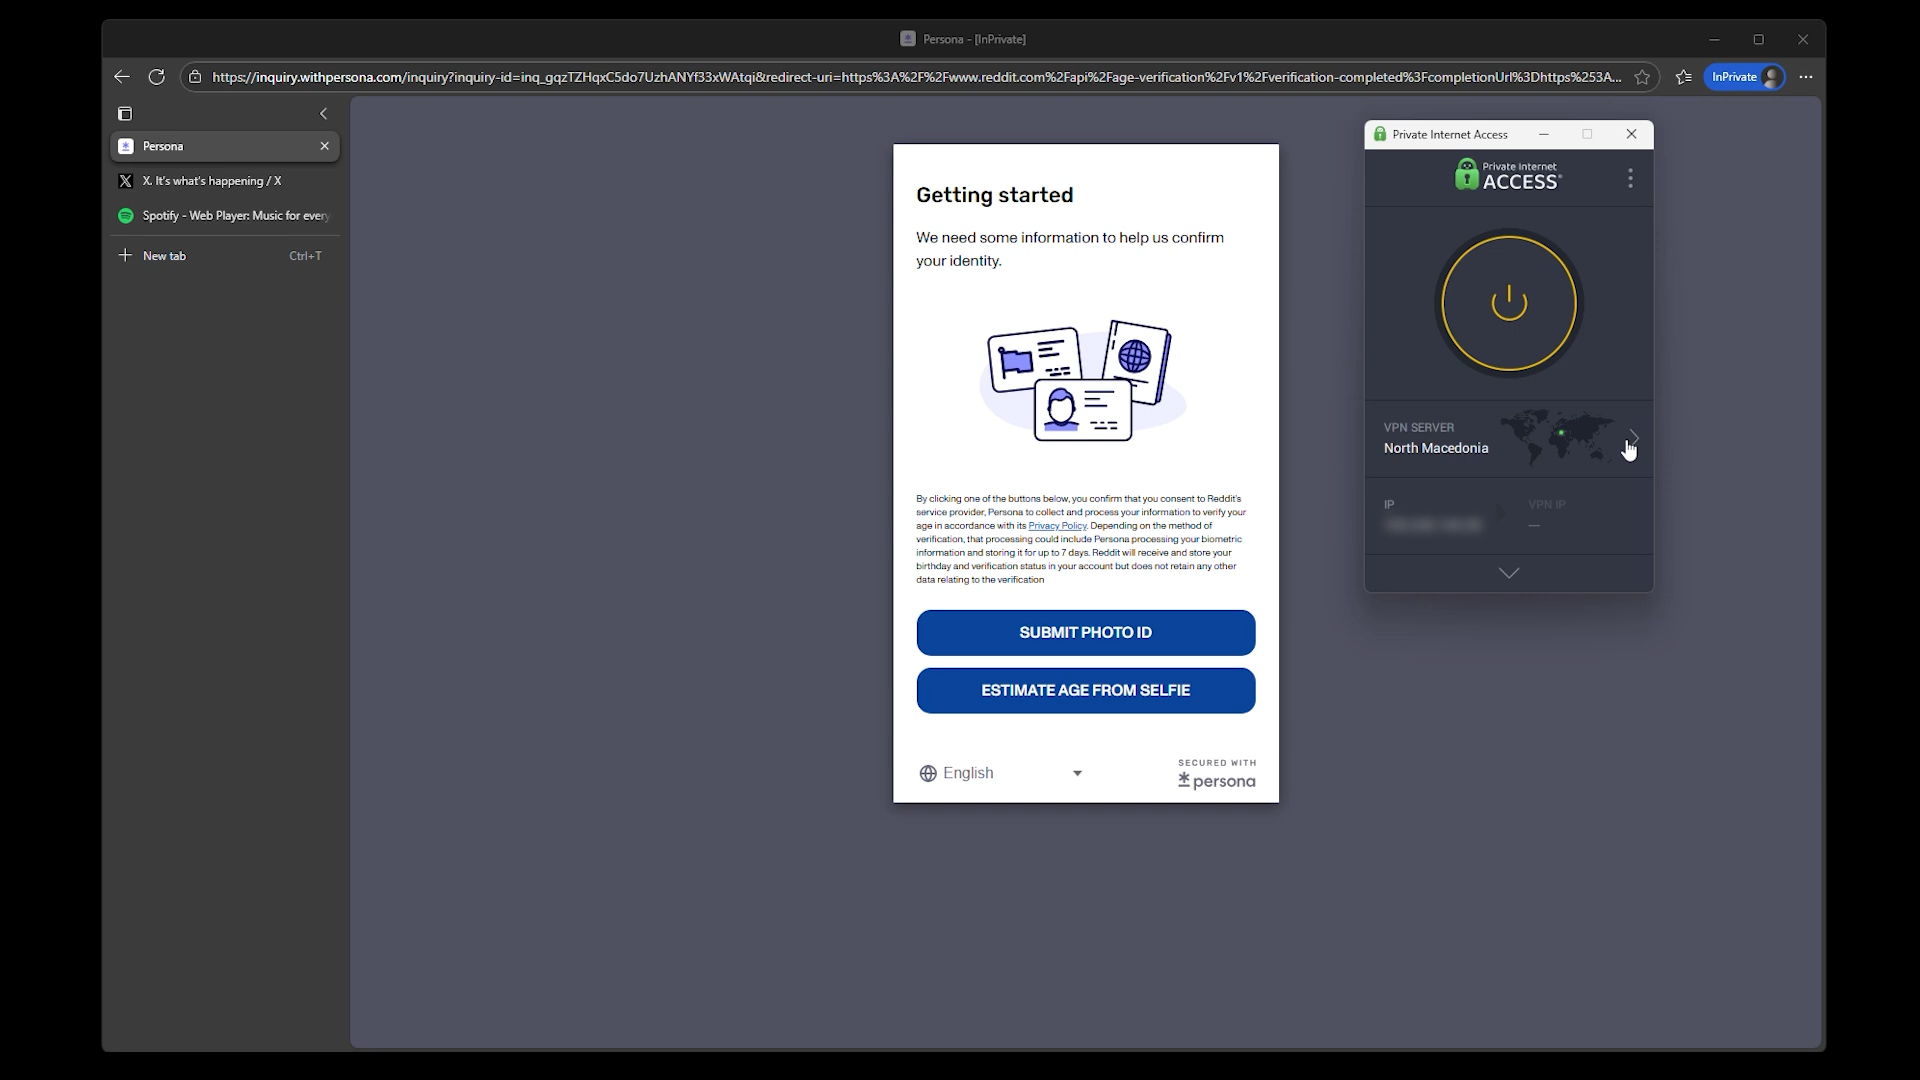 Persona - [InPrivate]
https://inquiry.withpersona.com/inquiry?inquiry-id=inq_gqzTZHqxC5do7UzhANYf33xWAtqi&redirect-uri=https%3A%2F%2Fwww.reddit.com%2Fapi%2Fage-verification%2Fv1%2Fverification-completed%3FcompletionUrl%3Dhttps%253A...
InPrivate
Persona
X. It's what's happening / X
Spotify - Web Player: Music for every
New tab
Ctrl+T
Getting started
We need some information to help us confirm
your identity.
By clicking one of the buttons below, you confirm that you consent to Reddit's
service provider, Persona to collect and process your information to verify your
age in accordance with its Privacy Policy. Depending on the method of
verification, that processing could include Persona processing your biometric
information and storing it for up to 7 days. Reddit will receive and store your
birthday and verification status in your account but does not retain any other
data relating to the verification
SUBMIT PHOTO ID
ESTIMATE AGE FROM SELFIE
English
SECURED WITH
persona
Private Internet Access
Private Internet
ACCESS®
VPN SERVER
North Macedonia
IP
VPN IP
—